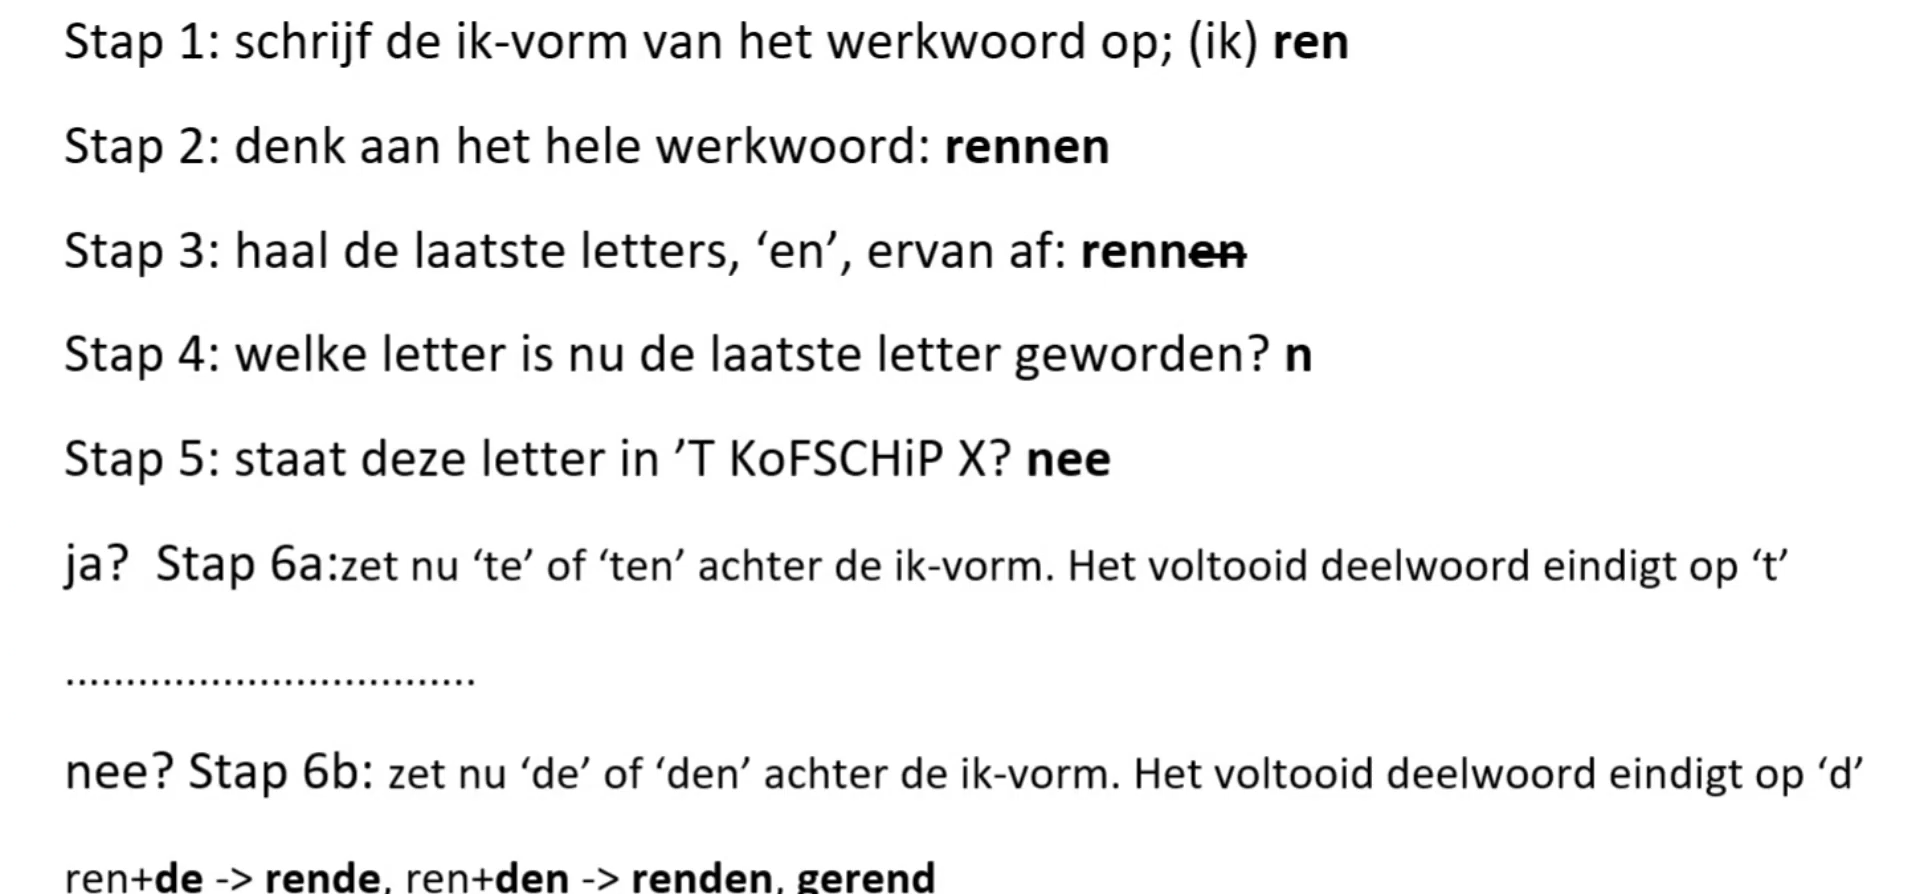 Stap 1: schrijf de ik-vorm van het werkwoord op; (ik) ren
Stap 2: denk aan het hele werkwoord: rennen
Stap 3: haal de laatste letters, ‘en’, ervan af: rennen
Stap 4: welke letter is nu de laatste letter geworden? n
Stap 5: staat deze letter in ’T KoFSCHiP X? nee
ja?  Stap 6a:zet nu ‘te’ of ‘ten’ achter de ik-vorm. Het voltooid deelwoord eindigt op ‘t’
..................................
nee? Stap 6b: zet nu ‘de’ of ‘den’ achter de ik-vorm. Het voltooid deelwoord eindigt op ‘d’
ren+de -> rende, ren+den -> renden, gerend